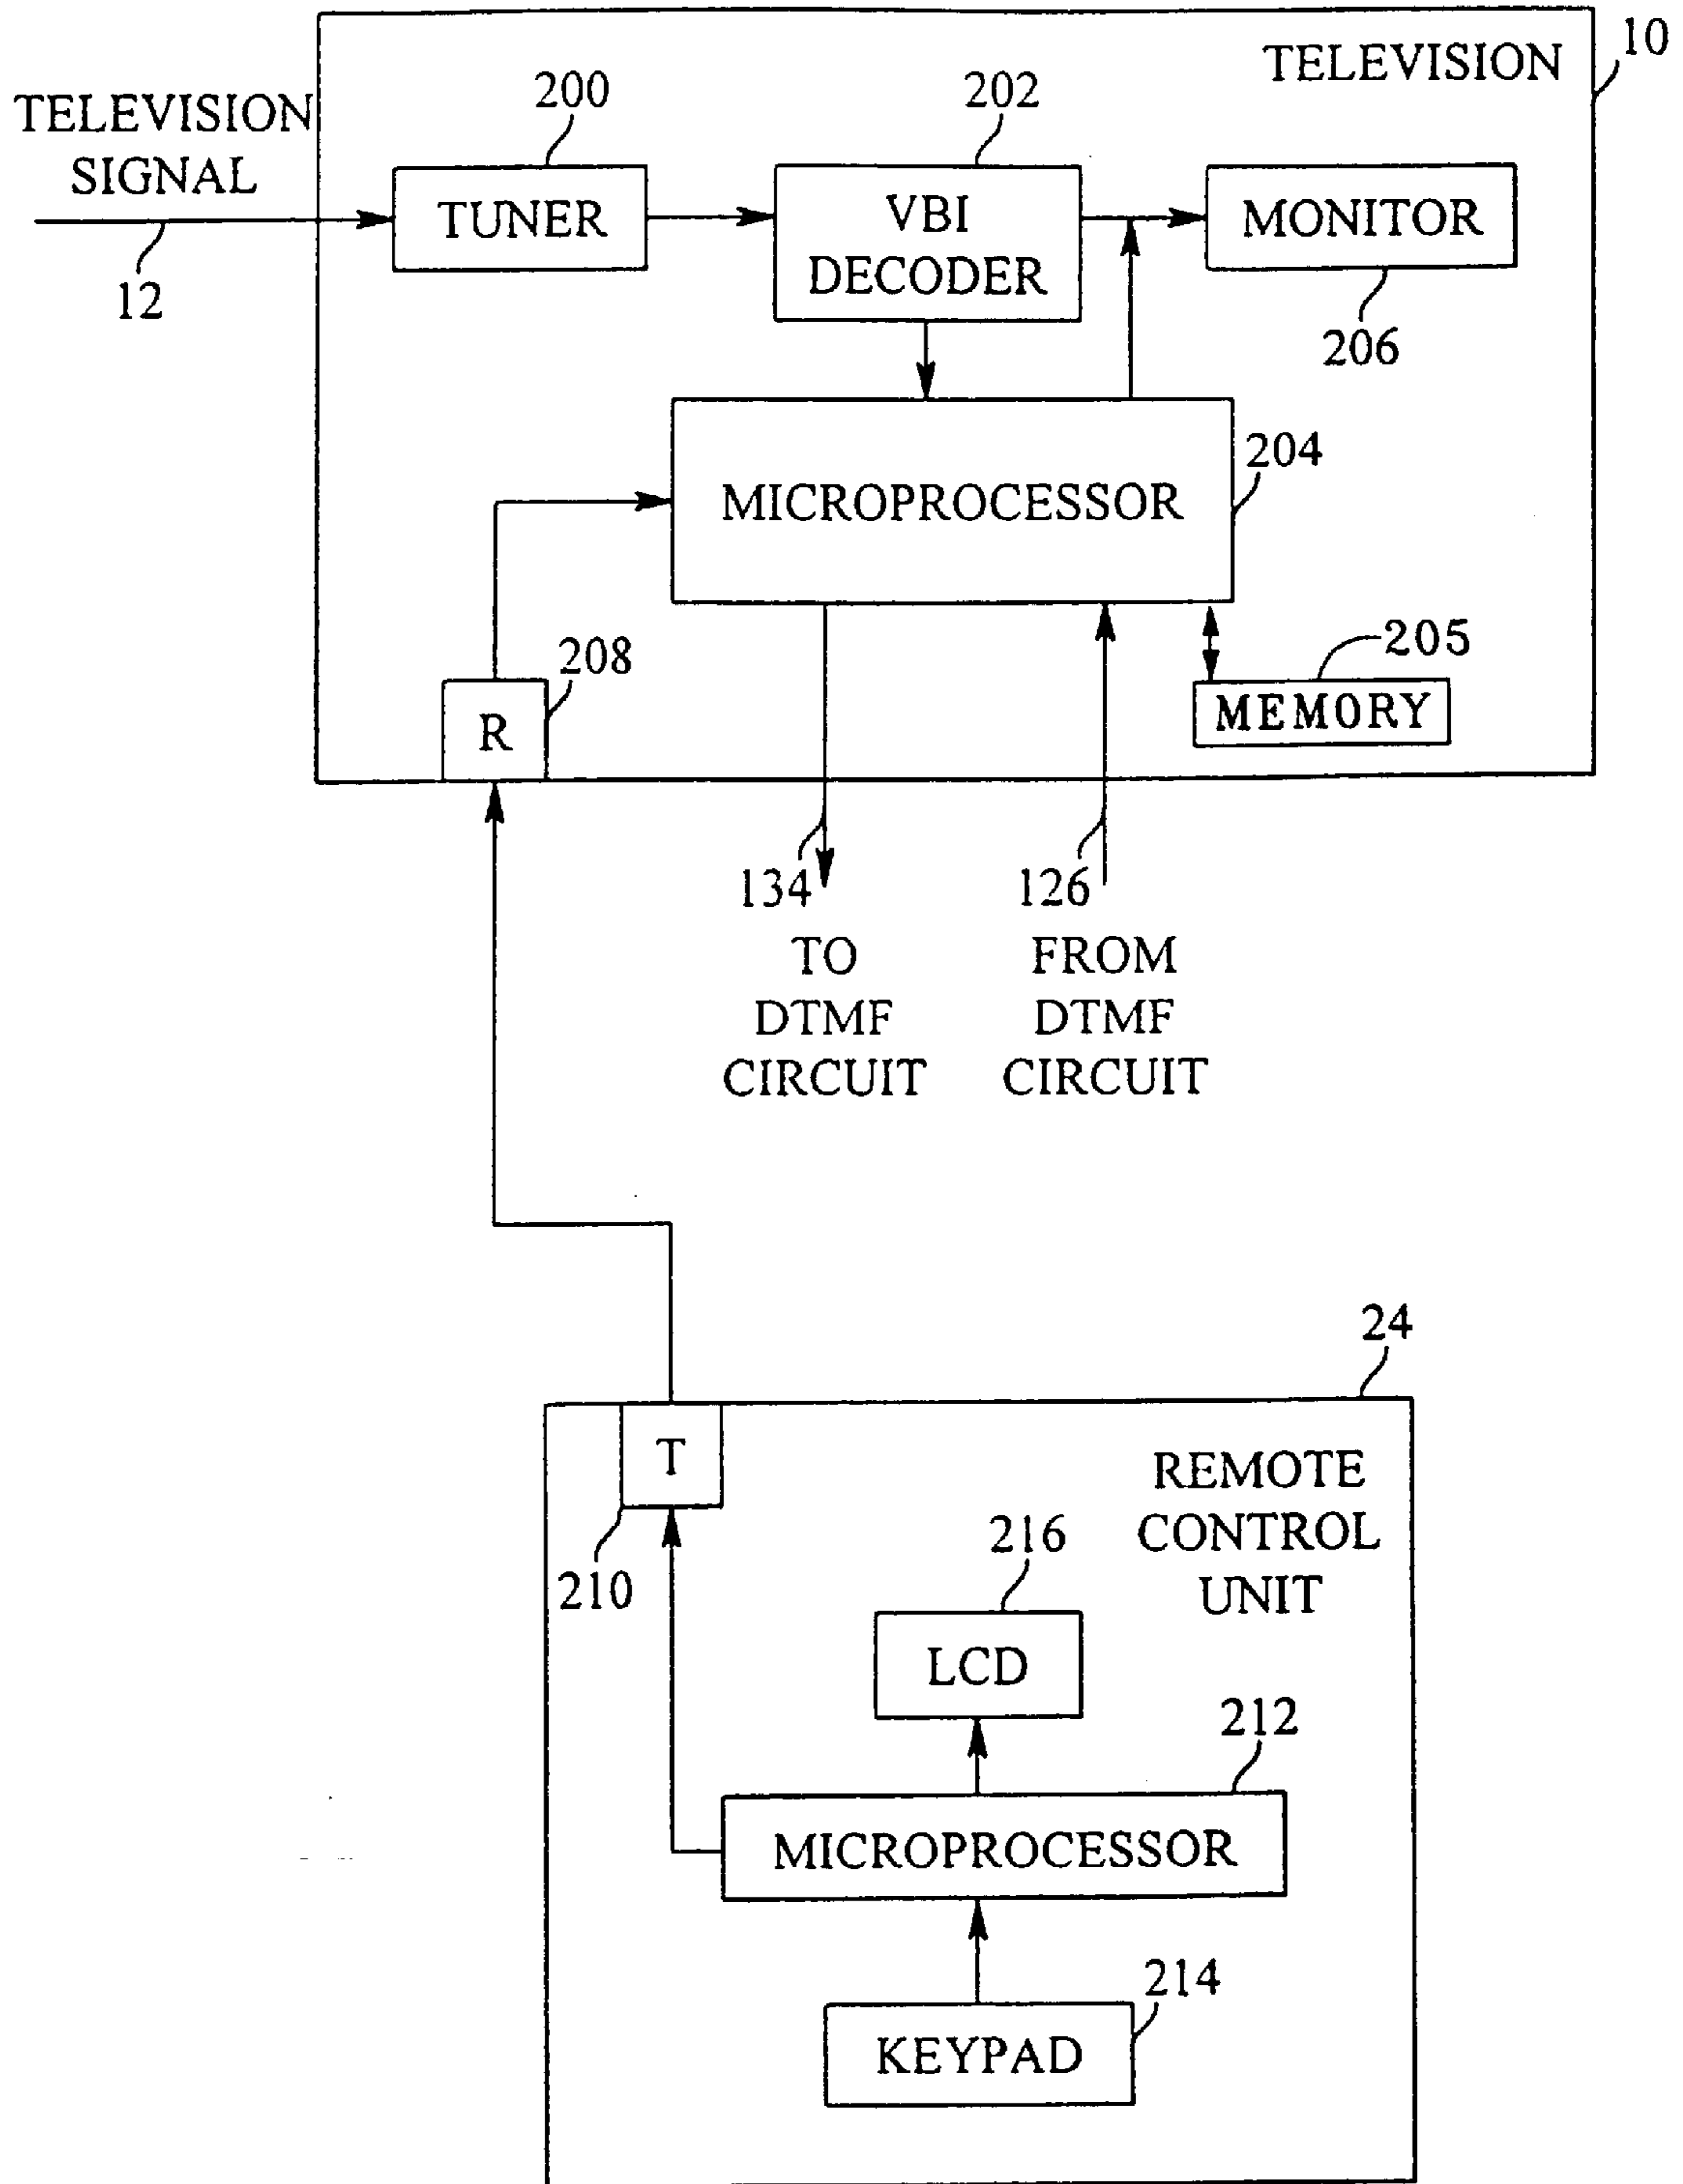 TELEVISION
10
TELEVISION
SIGNAL
12
200
TUNER
202
VBI
DECODER
MONITOR
206
MICROPROCESSOR
204
208
R
205
MEMORY
134
TO
DTMF
CIRCUIT
126
FROM
DTMF
CIRCUIT
24
T
210
REMOTE
CONTROL
UNIT
216
LCD
212
MICROPROCESSOR
214
KEYPAD